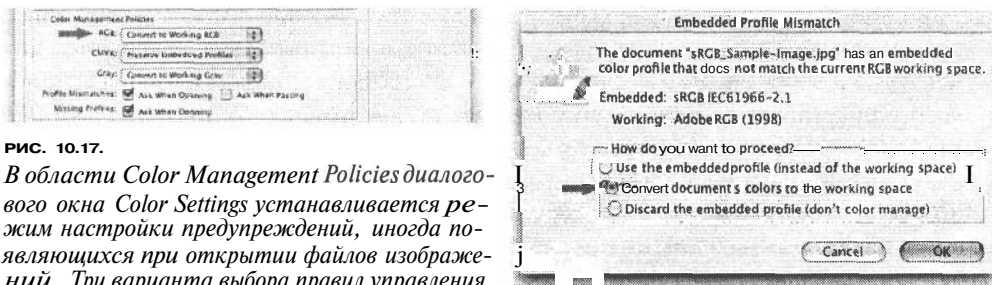 Color Management Policies
RGB: Convert to Working RGB
CMYK: Preserve Embedded Profiles
Gray: Convert to Working Gray
Profile Mismatches: Ask When Opening Ask When Pasting
Missing Profiles: Ask When Opening
РИС. 10.17.
В области Color Management Policies диалого-
вого окна Color Settings устанавливается ре-
жим настройки предупреждений, иногда по-
являющихся при открытии файлов изображе-
ний. Три варианта выбора правил управления
Embedded Profile Mismatch
The document "sRGB_Sample-Image.jpg" has an embedded
color profile that does not match the current RGB working space.
Embedded: sRGB IEC61966-2.1
Working: Adobe RGB (1998)
How do you want to proceed?
Use the embedded profile (instead of the working space)
Convert document s colors to the working space
Discard the embedded profile (don't color manage)
Cancel OK